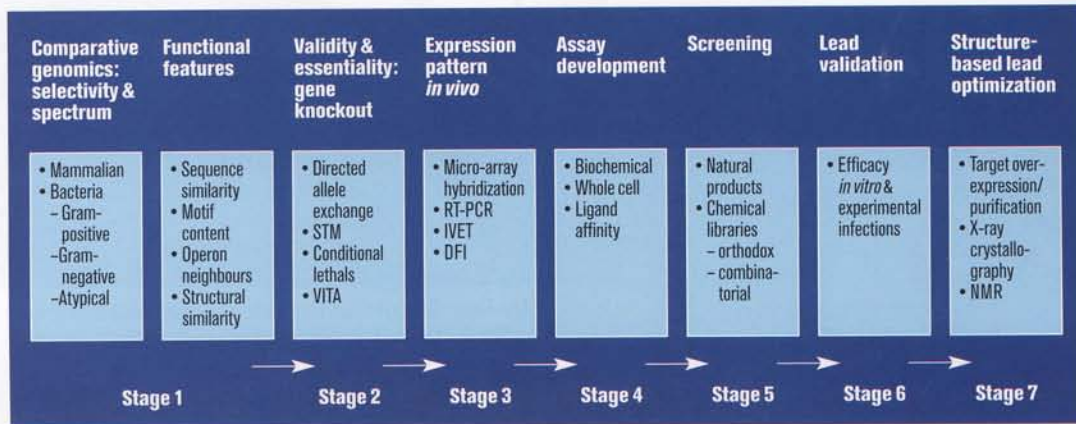 Comparative
genomics:
selectivity &
spectrum
Functional
features
Validity &
essentiality:
gene
knockout
Expression
pattern
in vivo
Assay
development
Screening
Lead
validation
Structure-
based lead
optimization
• Mammalian
• Bacteria
– Gram-
positive
–Gram-
negative
–Atypical
• Sequence
similarity
• Motif
content
• Operon
neighbours
• Structural
similarity
• Directed
allele
exchange
• STM
• Conditional
lethals
• VITA
• Micro-array
hybridization
• RT-PCR
• IVET
• DFI
• Biochemical
• Whole cell
• Ligand
affinity
• Natural
products
• Chemical
libraries
– orthodox
– combina-
torial
• Efficacy
in vitro &
experimental
infections
• Target over-
expression/
purification
• X-ray
crystallo-
graphy
• NMR
Stage 1
Stage 2
Stage 3
Stage 4
Stage 5
Stage 6
Stage 7